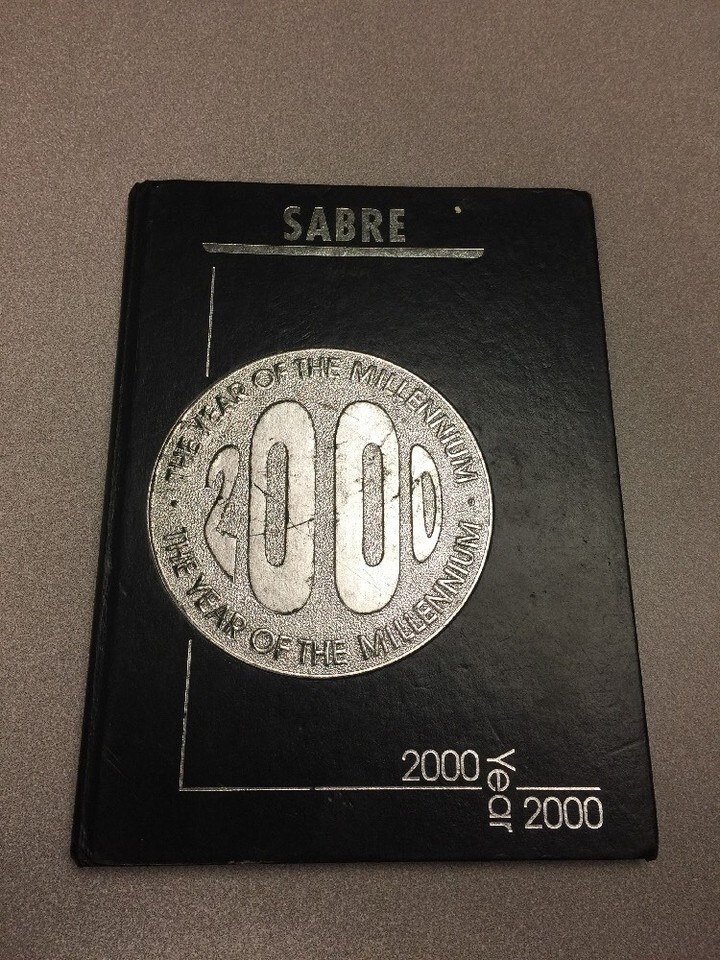 SABRE
THE YEAR OF THE MILLENNIUM
2000
THE YEAR OF THE MILLENNIUM
2000
Year
2000